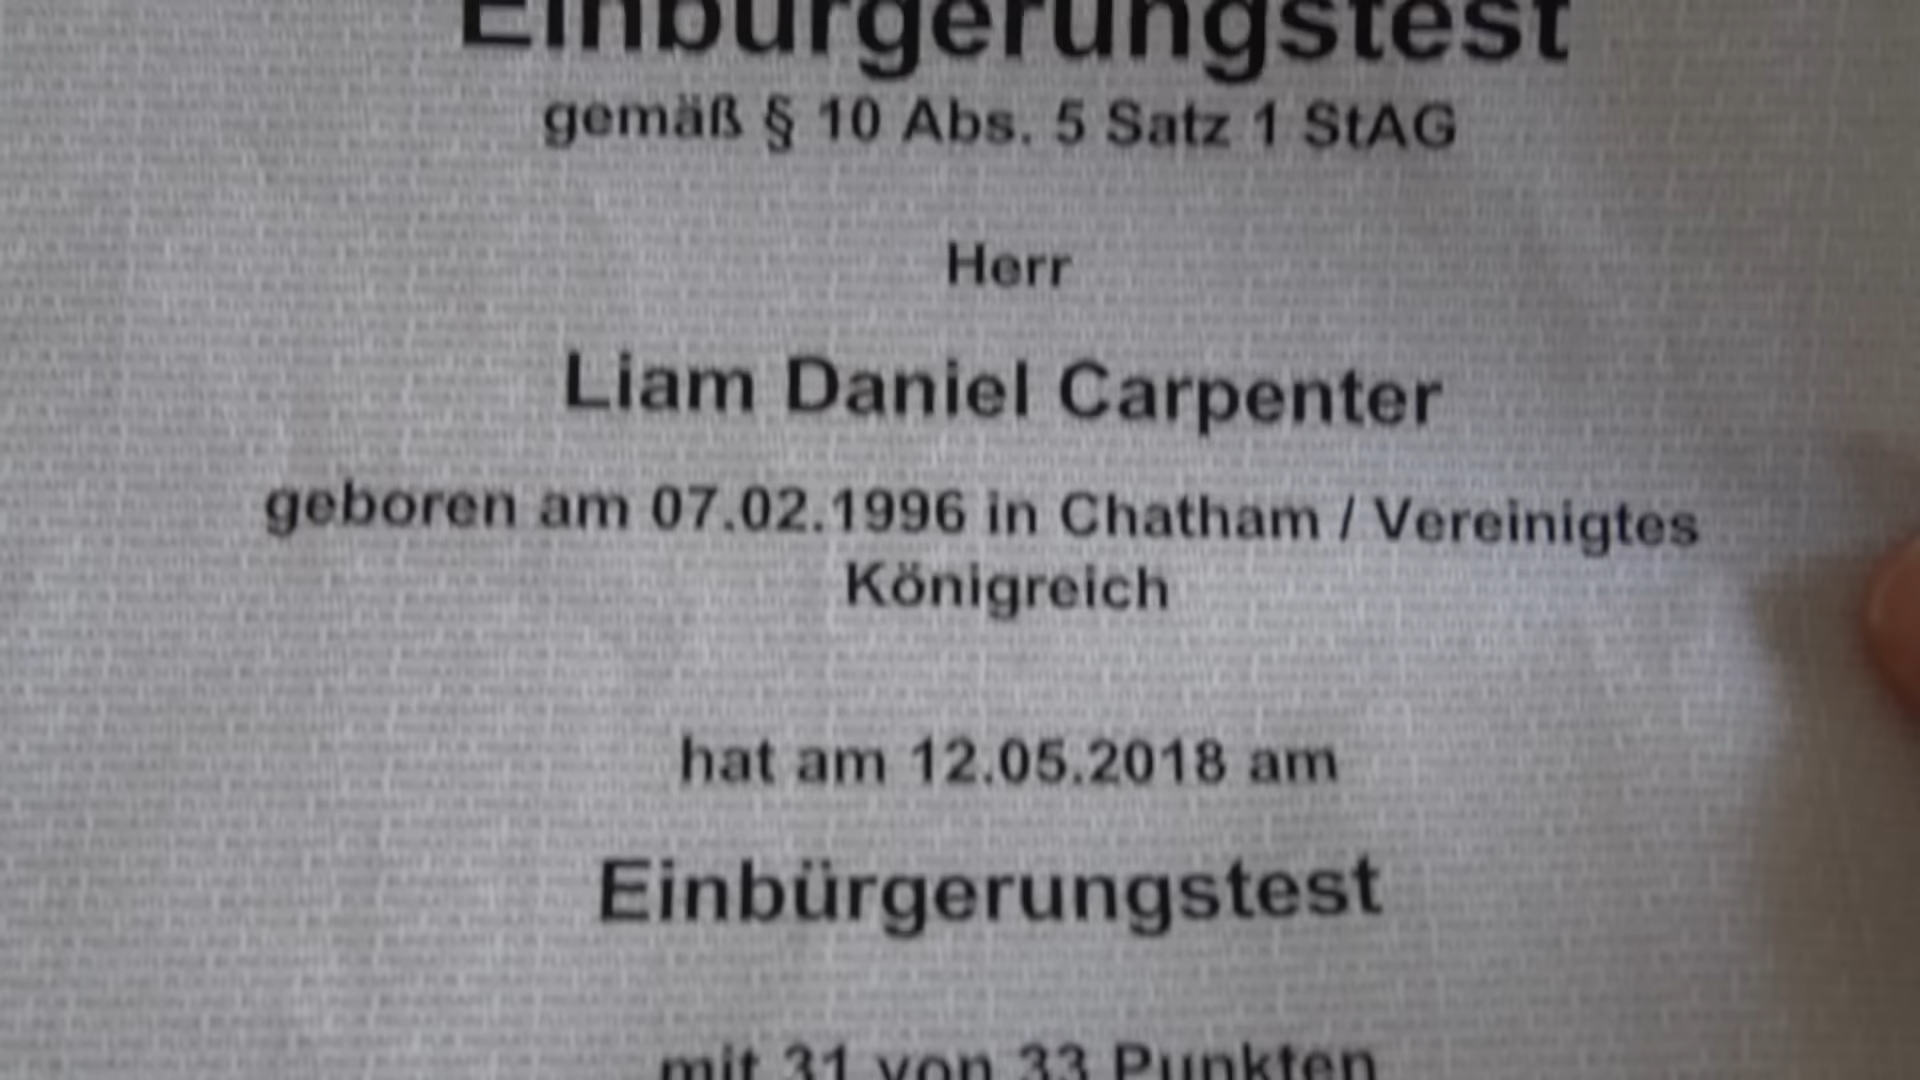 Einbürgerungstest
gemäß § 10 Abs. 5 Satz 1 StAG
Herr
Liam Daniel Carpenter
geboren am 07.02.1996 in Chatham / Vereinigtes
Königreich
hat am 12.05.2018 am
Einbürgerungstest
mit 31 von 33 Punkten